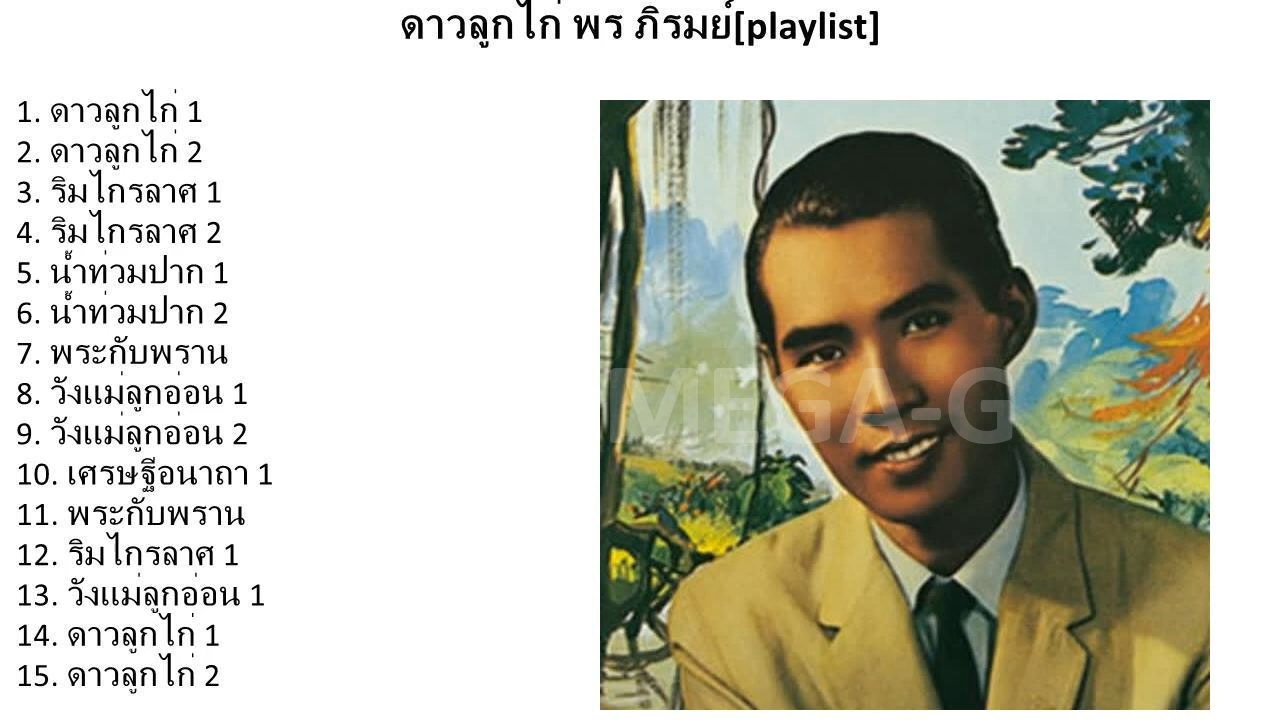 ดาวลูกไก่ พร ภิรมย์[playlist]
1. ดาวลูกไก่ 1
2. ดาวลูกไก่ 2
3. ริมไกรลาศ 1
4. ริมไกรลาศ 2
5. น้ำท่วมปาก 1
6. น้ำท่วมปาก 2
7. พระกับพราน
8. วังแม่ลูกอ่อน 1
9. วังแม่ลูกอ่อน 2
10. เศรษฐีอนาถา 1
11. พระกับพราน
12. ริมไกรลาศ 1
13. วังแม่ลูกอ่อน 1
14. ดาวลูกไก่ 1
15. ดาวลูกไก่ 2
MEGA-G